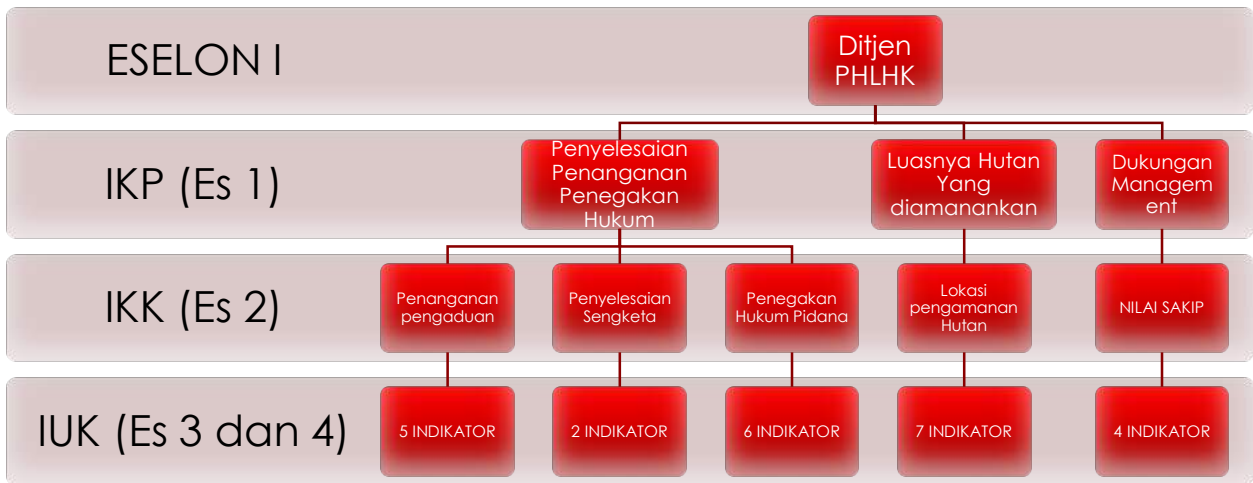 ESELON I
Ditjen
PHLHK
IKP (Es 1)
Penyelesaian
Penanganan
Penegakan
Hukum
Luasnya Hutan
Yang
diamanankan
Dukungan
Managem
ent
IKK (Es 2)
Penanganan
pengaduan
Penyelesaian
Sengketa
Penegakan
Hukum Pidana
Lokasi
pengamanan
Hutan
NILAI SAKIP
IUK (Es 3 dan 4)
5 INDIKATOR
2 INDIKATOR
6 INDIKATOR
7 INDIKATOR
4 INDIKATOR